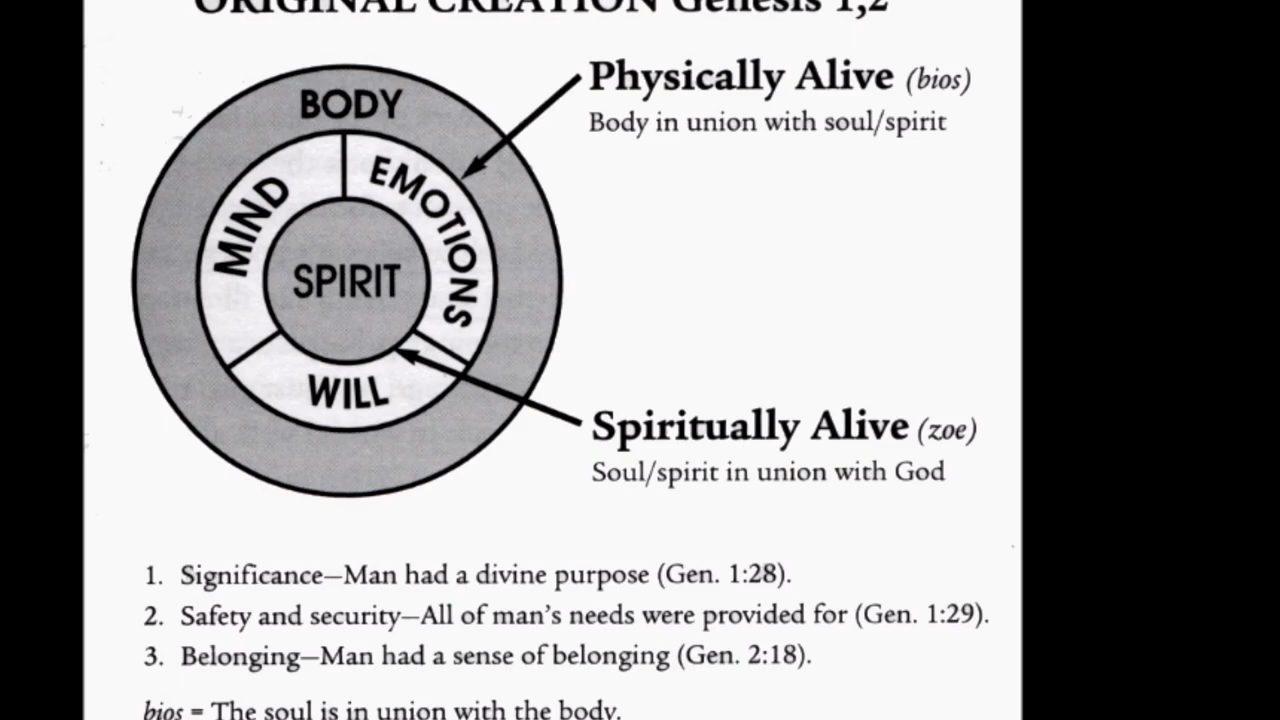 ORIGINAL CREATION Genesis 1,2
Physically Alive (bios)
Body in union with soul/spirit
BODY
MIND
EMOTIONS
SPIRIT
WILL
Spiritually Alive (zoe)
Soul/spirit in union with God
1. Significance—Man had a divine purpose (Gen. 1:28).
2. Safety and security—All of man's needs were provided for (Gen. 1:29).
3. Belonging—Man had a sense of belonging (Gen. 2:18).
bios = The soul is in union with the body.